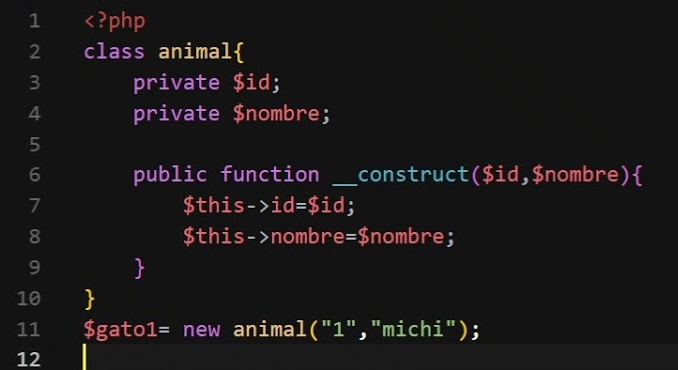 1 <?php
2 class animal{
3 private $id;
4 private $nombre;
5
6 public function __construct($id,$nombre){
7 $this->id=$id;
8 $this->nombre=$nombre;
9 }
10 }
11 $gato1= new animal("1","michi");
12